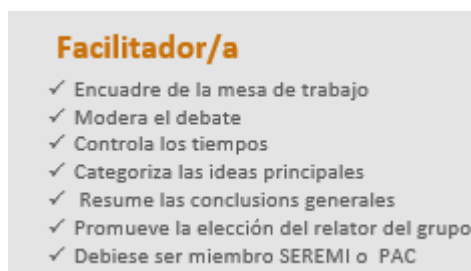 Facilitador/a
✓ Encuadre de la mesa de trabajo
✓ Modera el debate
✓ Controla los tiempos
✓ Categoriza las ideas principales
✓ Resume las conclusions generales
✓ Promueve la elección del relator del grupo
✓ Debiese ser miembro SEREMI o PAC